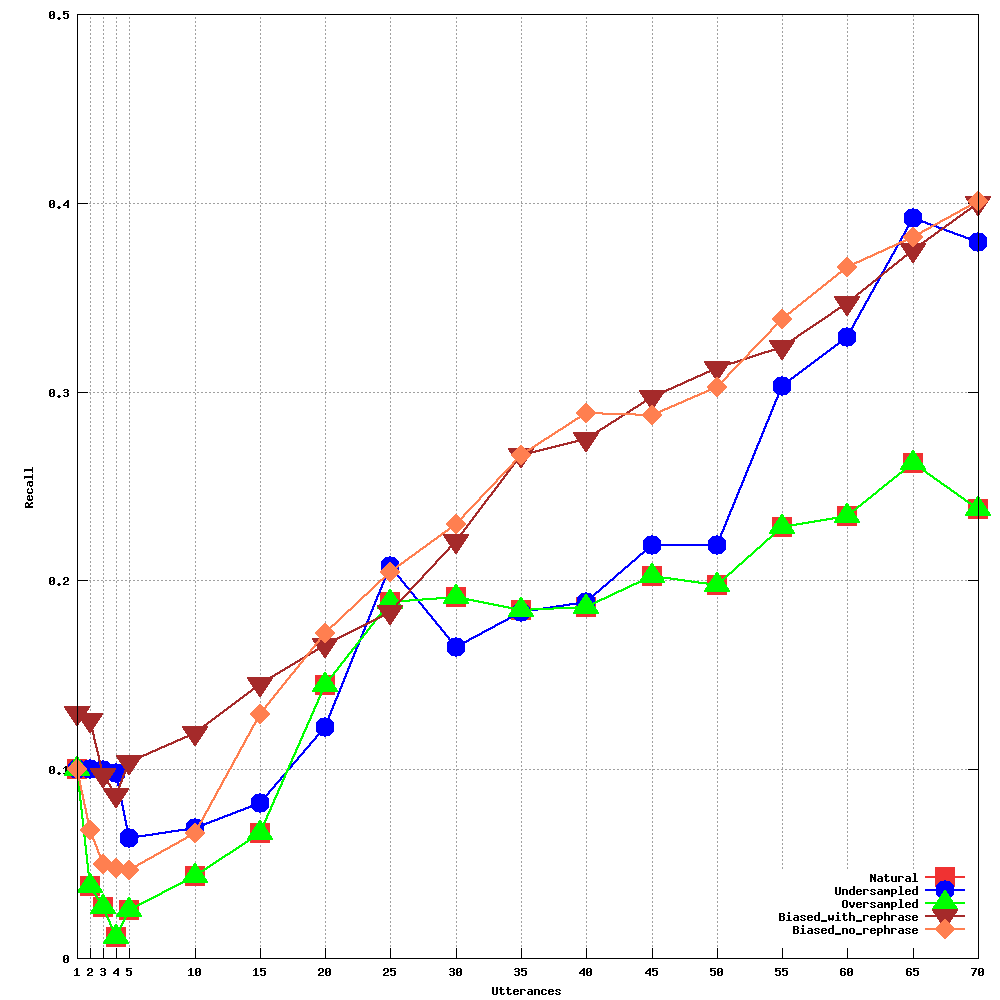 0.5
0.4
0.3
0.2
0.1
0
Recall
1 2 3 4 5 10 15 20 25 30 35 40 45 50 55 60 65 70
Utterances
Natural
Undersampled
Oversampled
Biased_with_rephrase
Biased_no_rephrase